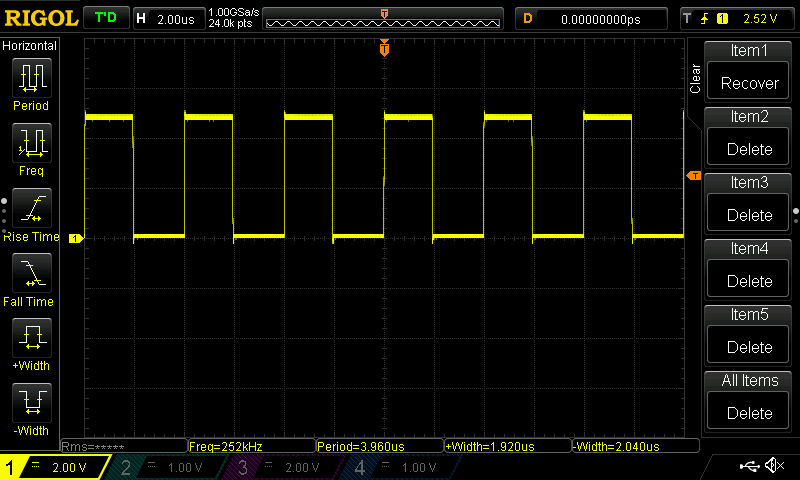 RIGOL T'D H 2.00us 1.00GSa/s 24.0k pts T D 0.00000000ps T 1 2.52 V
Horizontal
Period
Freq
Rise Time
Fall Time
+Width
-Width
T
1
T
Clear
Item1
Recover
Item2
Delete
Item3
Delete
Item4
Delete
Item5
Delete
All Items
Delete
Rms=***** Freq=252kHz Period=3.960us +Width=1.920us -Width=2.040us
1 2.00 V 2 1.00 V 3 2.00 V 4 1.00 V